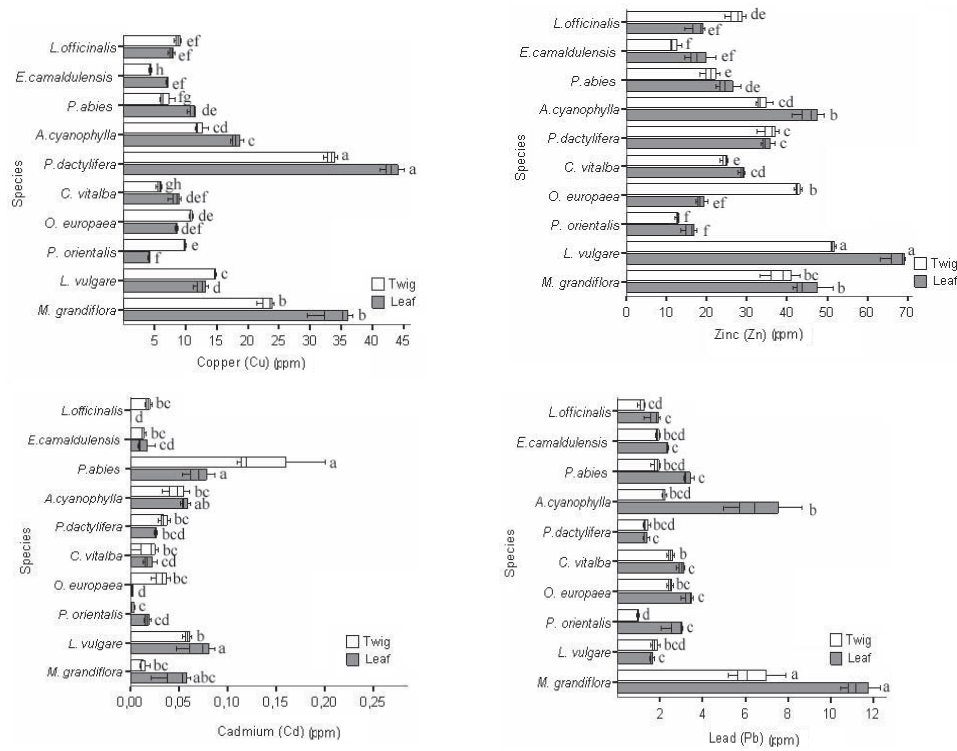 L.officinalis ef
ef
E.camaldulensis h
ef
P.abies fg
de
A.cyanophylla cd
c
P.dactylifera a
a
C. vitalba gh
def
O. europaea de
def
P. orientalis e
f
L. vulgare c
d
M. grandiflora b
b
Species
Twig
Leaf
5 10 15 20 25 30 35 40 45
Copper (Cu) (ppm)
L.officinalis de
ef
E.camaldulensis f
ef
P.abies e
de
A.cyanophylla cd
b
P.dactylifera c
c
C. vitalba e
cd
O. europaea b
ef
P. orientalis f
f
L. vulgare a
a
M. grandiflora bc
b
Species
Twig
Leaf
0 10 20 30 40 50 60 70
Zinc (Zn) (ppm)
L.officinalis bc
d
E.camaldulensis bc
cd
P.abies a
a
A.cyanophylla bc
ab
P.dactylifera bc
bcd
C. vitalba bc
cd
O. europaea bc
d
P. orientalis c
cd
L. vulgare b
a
M. grandiflora bc
abc
Species
Twig
Leaf
0,00 0,05 0,10 0,15 0,20 0,25
Cadmium (Cd) (ppm)
L.officinalis cd
c
E.camaldulensis bcd
c
P.abies bcd
c
A.cyanophylla bcd
b
P.dactylifera bcd
c
C. vitalba b
c
O. europaea bc
c
P. orientalis d
c
L. vulgare bcd
c
M. grandiflora a
a
Species
Twig
Leaf
2 4 6 8 10 12
Lead (Pb) (ppm)